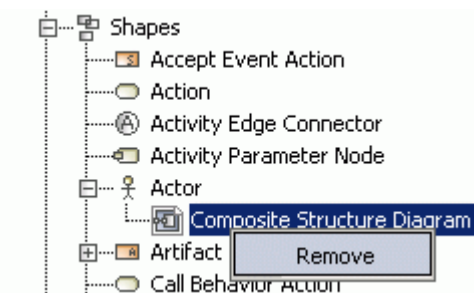 Shapes
Accept Event Action
Action
Activity Edge Connector
Activity Parameter Node
Actor
Composite Structure Diagram
Artifact
Remove
Call Behavior Action